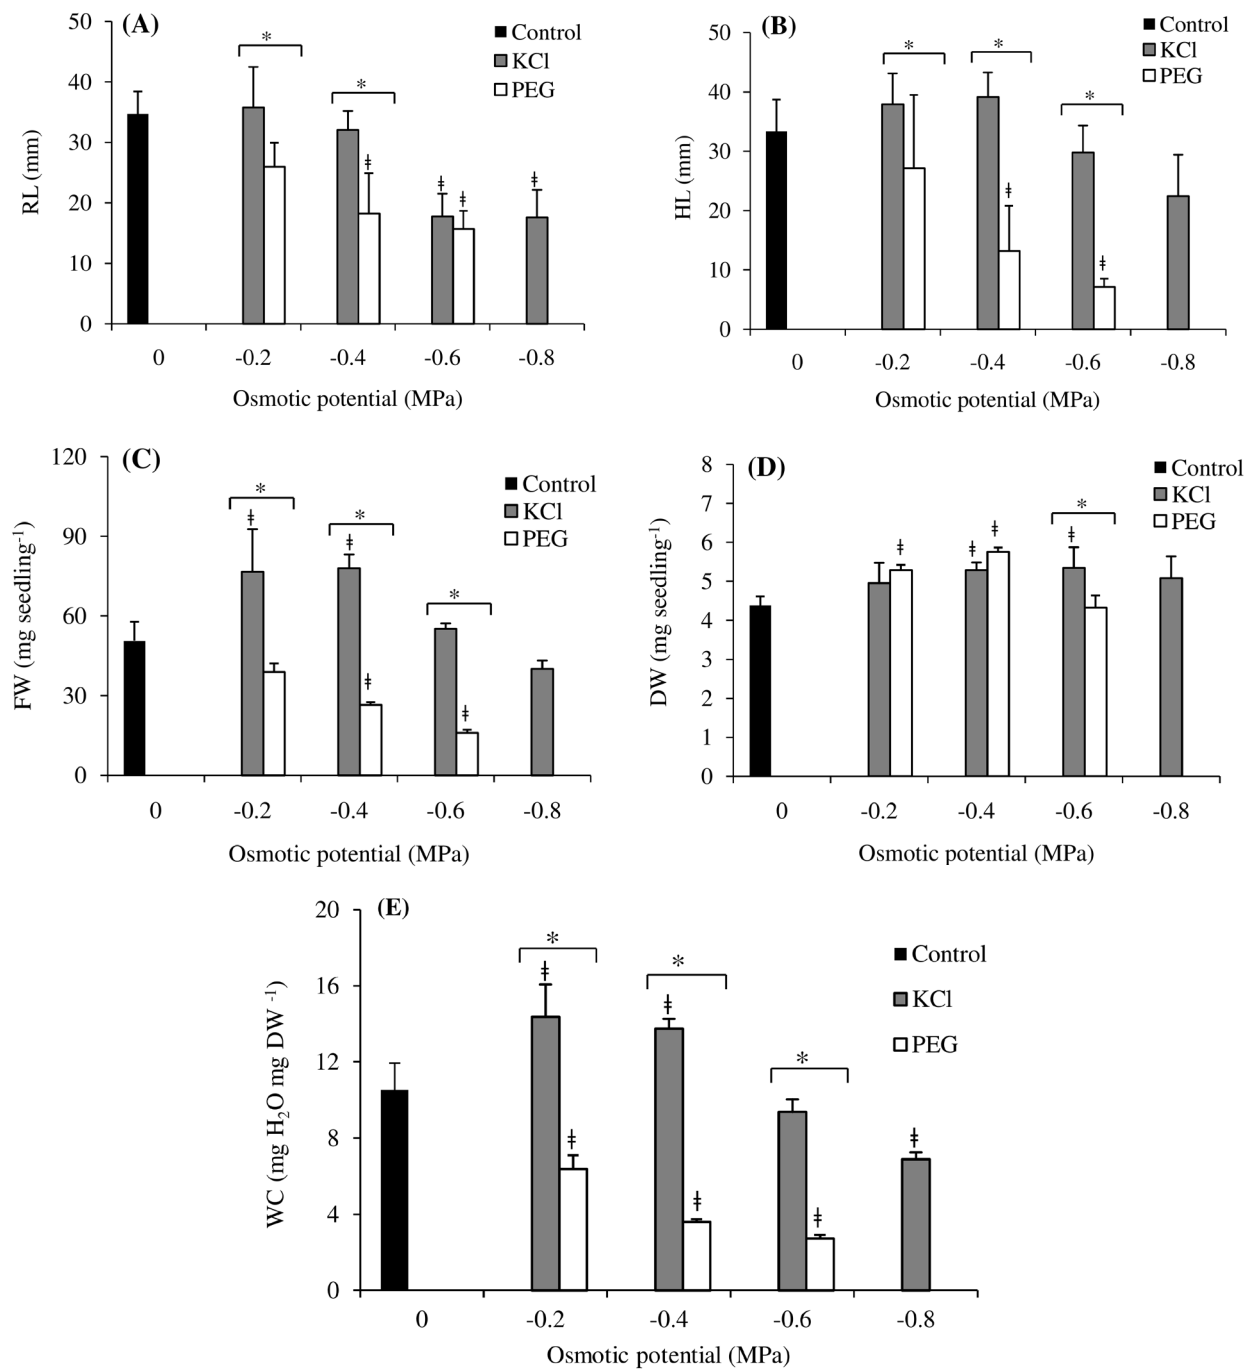 (A)
50
40
30
20
10
0
RL (mm)
Control
KCl
PEG
*
*
ǂ
ǂ
ǂ
ǂ
0 -0.2 -0.4 -0.6 -0.8
Osmotic potential (MPa)
(B)
50
40
30
20
10
0
HL (mm)
Control
KCl
PEG
*
*
*
ǂ
ǂ
0 -0.2 -0.4 -0.6 -0.8
Osmotic potential (MPa)
(C)
120
90
60
30
0
FW (mg seedling-1)
Control
KCl
PEG
*
*
*
ǂ
ǂ
ǂ
ǂ
0 -0.2 -0.4 -0.6 -0.8
Osmotic potential (MPa)
(D)
8
7
6
5
4
3
2
1
0
DW (mg seedling-1)
Control
KCl
PEG
*
ǂ
ǂ
ǂ
ǂ
0 -0.2 -0.4 -0.6 -0.8
Osmotic potential (MPa)
(E)
20
16
12
8
4
0
WC (mg H2O mg DW -1)
Control
KCl
PEG
*
*
*
ǂ
ǂ
ǂ
ǂ
ǂ
ǂ
0 -0.2 -0.4 -0.6 -0.8
Osmotic potential (MPa)